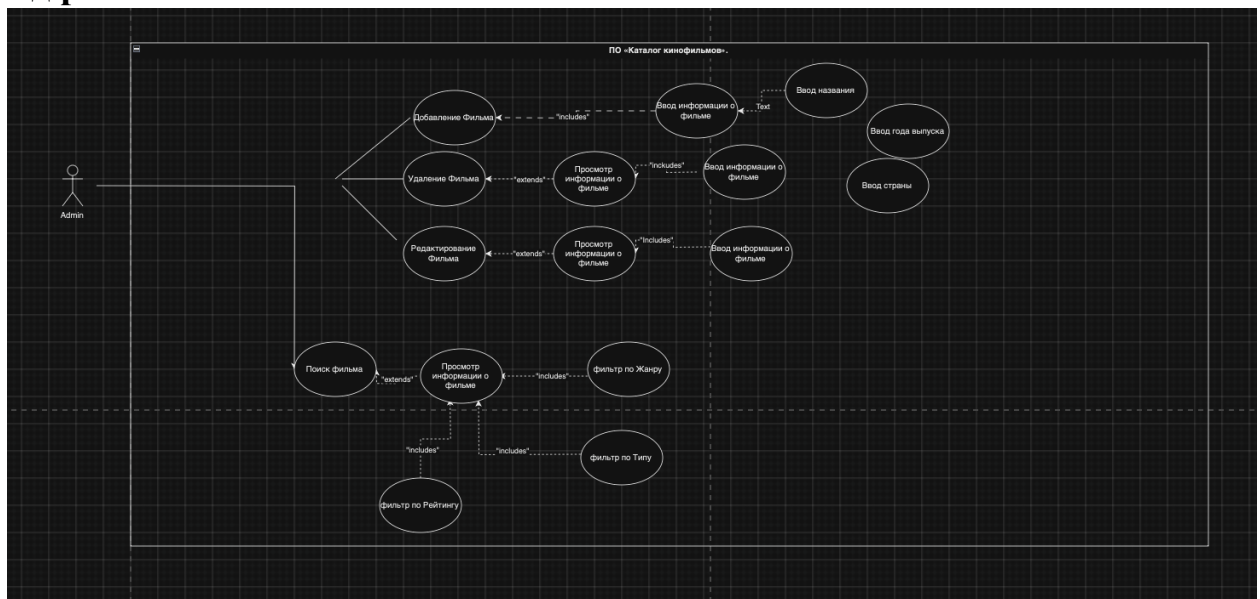 ПО «Каталог кинофильмов».
Ввод названия
Text
Ввод информации о
фильме
"includes"
Добавление Фильма
Ввод года выпуска
Ввод страны
Admin
Удаление Фильма
"extends"
Просмотр
информации о
фильме
"inckudes"
Ввод информации о
фильме
Редактирование
Фильма
"extends"
Просмотр
информации о
фильме
"Includes"
Ввод информации о
фильме
Поиск фильма
"extends"
Просмотр
информации о
фильме
"includes"
фильтр по Жанру
"includes"
"includes"
фильтр по Типу
фильтр по Рейтингу